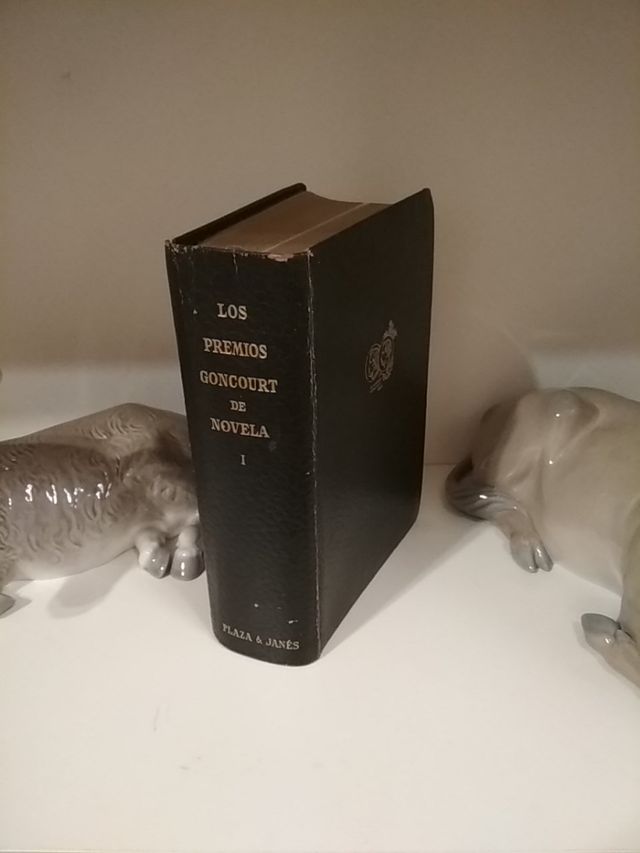 LOS
PREMIOS
GONCOURT
DE
NOVELA
I
PLAZA & JANÉS